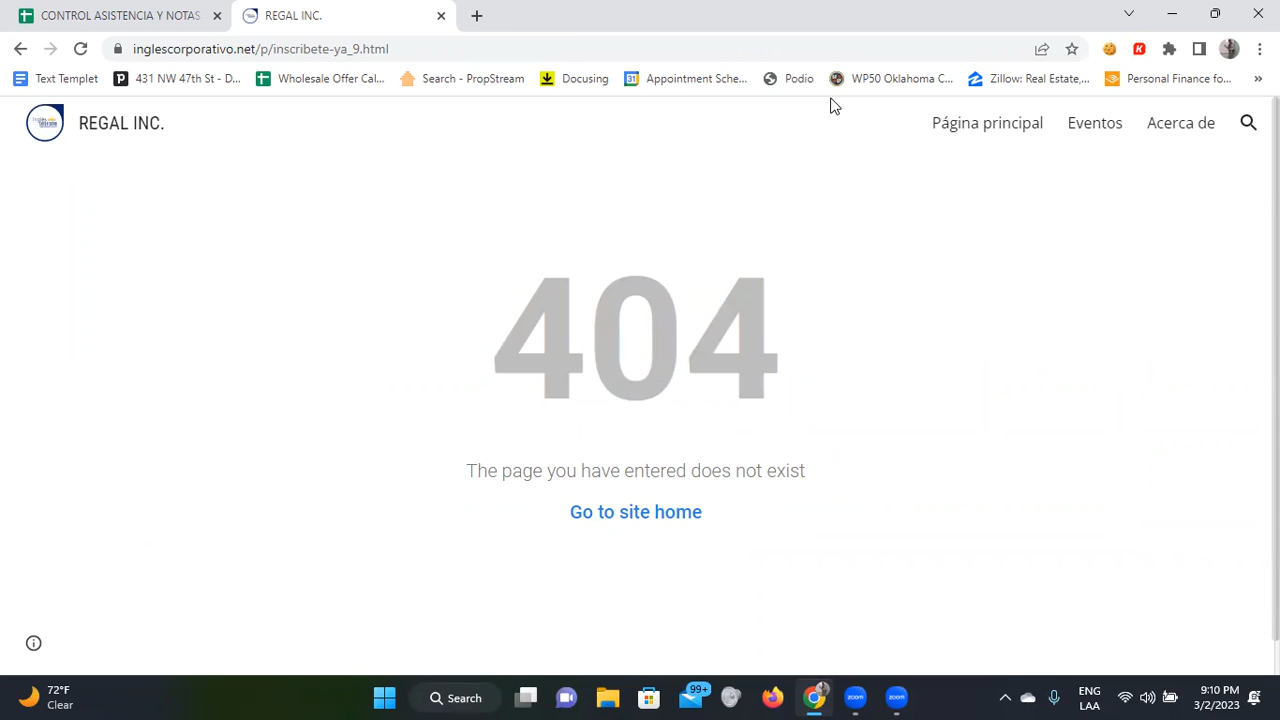 CONTROL ASISTENCIA Y NOTAS
REGAL INC.
inglescorporativo.net/p/inscribete-ya_9.html
Text Templet
431 NW 47th St - D...
Wholesale Offer Cal...
Search - PropStream
Docusing
Appointment Sche...
Podio
WP50 Oklahoma C...
Zillow: Real Estate,...
Personal Finance fo...
REGAL INC.
Página principal
Eventos
Acerca de
404
The page you have entered does not exist
Go to site home
72°F
Clear
Search
99+
zoom
zoom
ENG
LAA
9:10 PM
3/2/2023